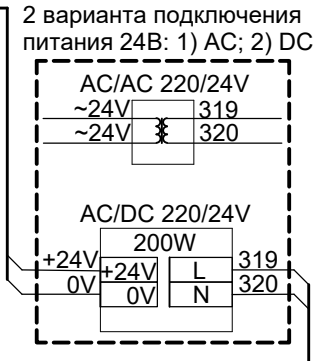 2 варианта подключения
питания 24В: 1) AC; 2) DC
AC/AC 220/24V
~24V 319
~24V 320
AC/DC 220/24V
200W
+24V +24V L 319
0V 0V N 320